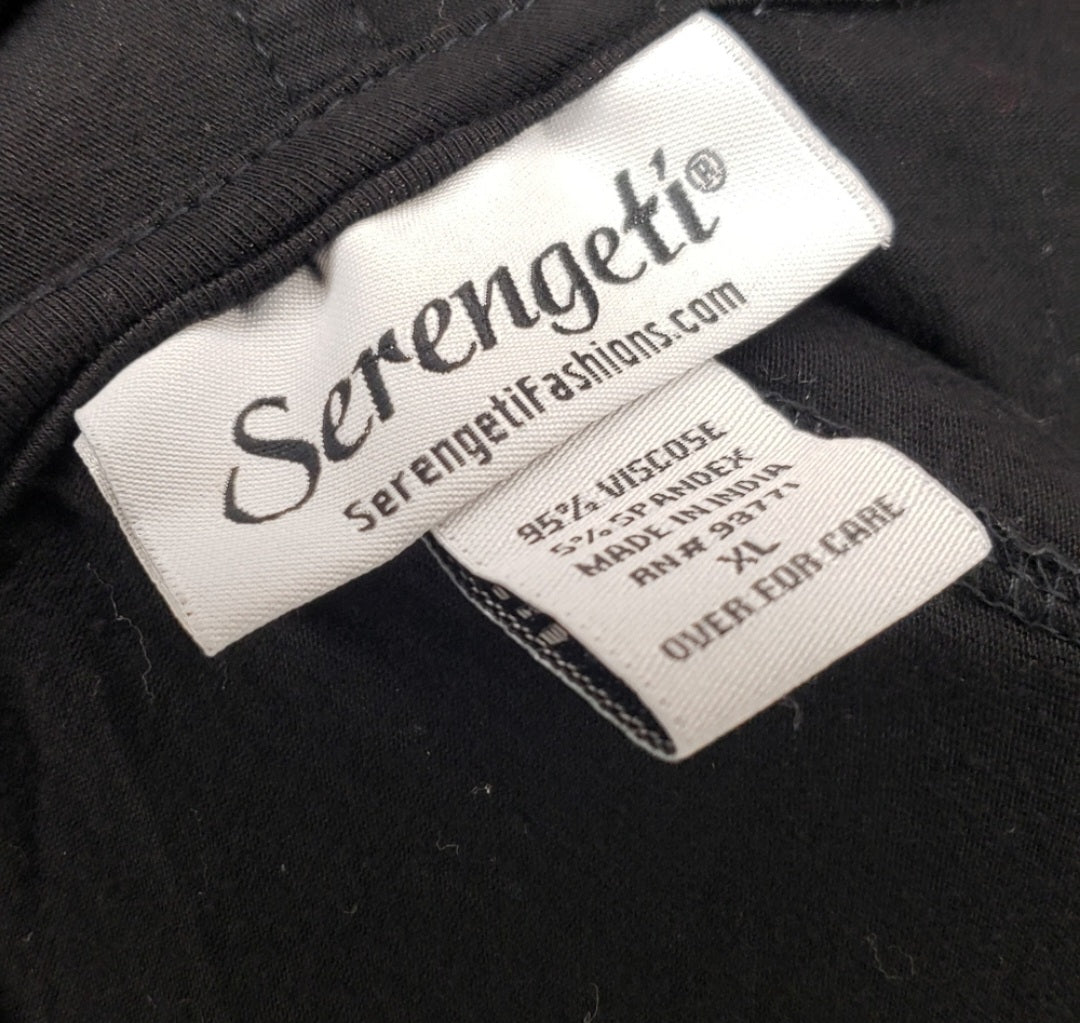 Serengeti®
SerengetiFashions.com
95% VISCOSE
5% SPANDEX
MADE IN INDIA
RN# 93771
XL
OVER FOR CARE